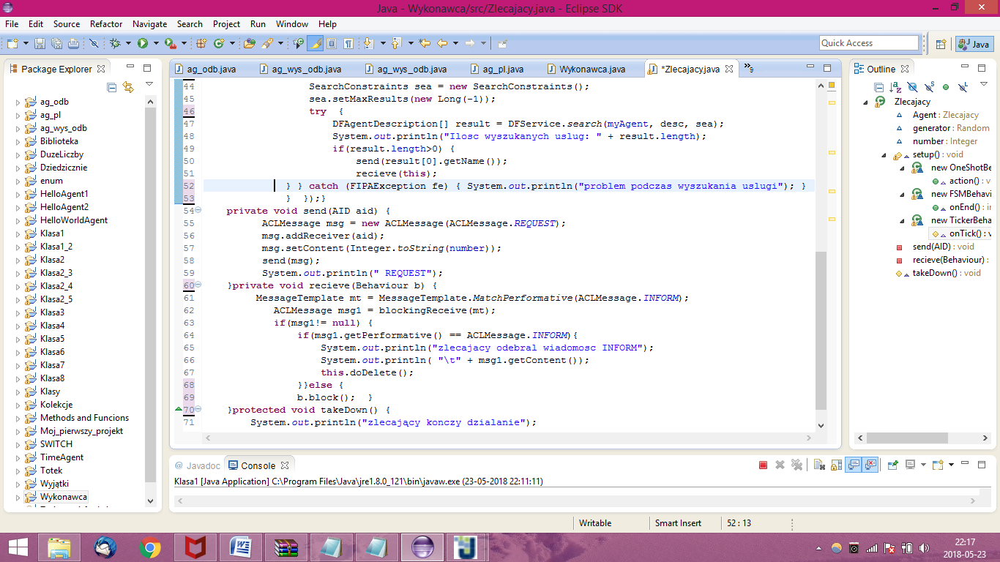 Java - Wykonawca/src/Zlecajacy.java - Eclipse SDK
File Edit Source Refactor Navigate Search Project Run Window Help
Quick Access
Java
Package Explorer
ag_odb
ag_pl
ag_wys_odb
Biblioteka
DuzeLiczby
Dziedzicznie
enum
HelloAgent1
HelloAgent2
HelloWorldAgent
Klasa1
Klasa1_2
Klasa2
Klasa2_3
Klasa2_4
Klasa2_5
Klasa3
Klasa4
Klasa5
Klasa6
Klasa7
Klasa8
Klasy
Kolekcje
Methods and Funcions
Moj_pierwszy_projekt
SWITCH
TimeAgent
Totek
Wyjątki
Wykonawca
ag_odb.java ag_wys_odb.java ag_wys_odb.java ag_pl.java Wykonawca.java *Zlecajacy.java »9
44 SearchConstraints sea = new SearchConstraints();
45 sea.setMaxResults(new Long(-1));
46 try {
47 DFAgentDescription[] result = DFService.search(myAgent, desc, sea);
48 System.out.println("Ilosc wyszukanych uslug: " + result.length);
49 if(result.length>0) {
50 send(result[0].getName());
51 recieve(this);
52 } } catch (FIPAException fe) { System.out.println("problem podczas wyszukania uslugi"); }
53 } });}
54 private void send(AID aid) {
55 ACLMessage msg = new ACLMessage(ACLMessage.REQUEST);
56 msg.addReceiver(aid);
57 msg.setContent(Integer.toString(number));
58 send(msg);
59 System.out.println(" REQUEST");
60 }private void recieve(Behaviour b) {
61 MessageTemplate mt = MessageTemplate.MatchPerformative(ACLMessage.INFORM);
62 ACLMessage msg1 = blockingReceive(mt);
63 if(msg1!= null) {
64 if(msg1.getPerformative() == ACLMessage.INFORM){
65 System.out.println("zlecajacy odebral wiadomosc INFORM");
66 System.out.println( "\t" + msg1.getContent());
67 this.doDelete();
68 }}else {
69 b.block(); }
70 }protected void takeDown() {
71 System.out.println("zlecający konczy dzialanie");
Outline
Zlecajacy
Agent : Zlecajacy
generator : Random
number : Integer
setup() : void
new OneShotBe
action() : v
new FSMBehavi
onEnd() : i
new TickerBeha
onTick() : v
send(AID) : void
recieve(Behaviour) :
takeDown() : void
@ Javadoc Console
Klasa1 [Java Application] C:\Program Files\Java\jre1.8.0_121\bin\javaw.exe (23-05-2018 22:11:11)
Writable Smart Insert 52 : 13
22:17
2018-05-23